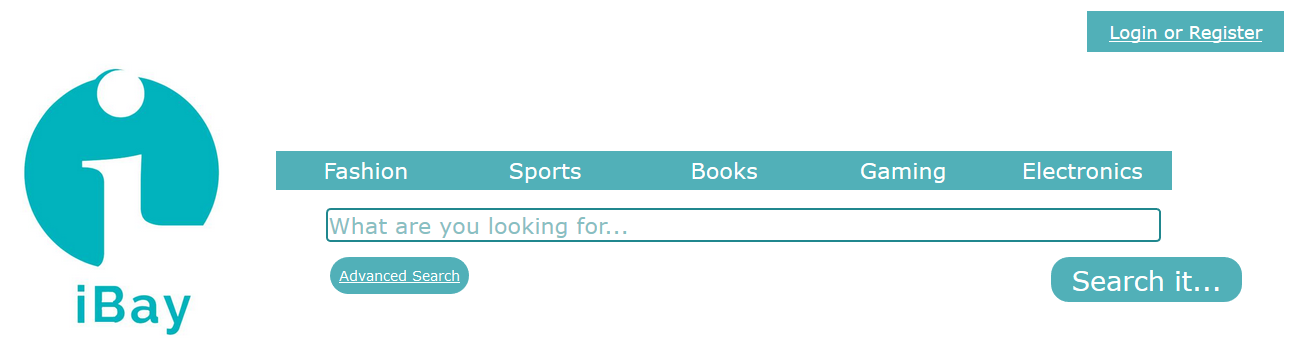 Login or Register
Fashion Sports Books Gaming Electronics
What are you looking for...
Advanced Search Search it...
iBay